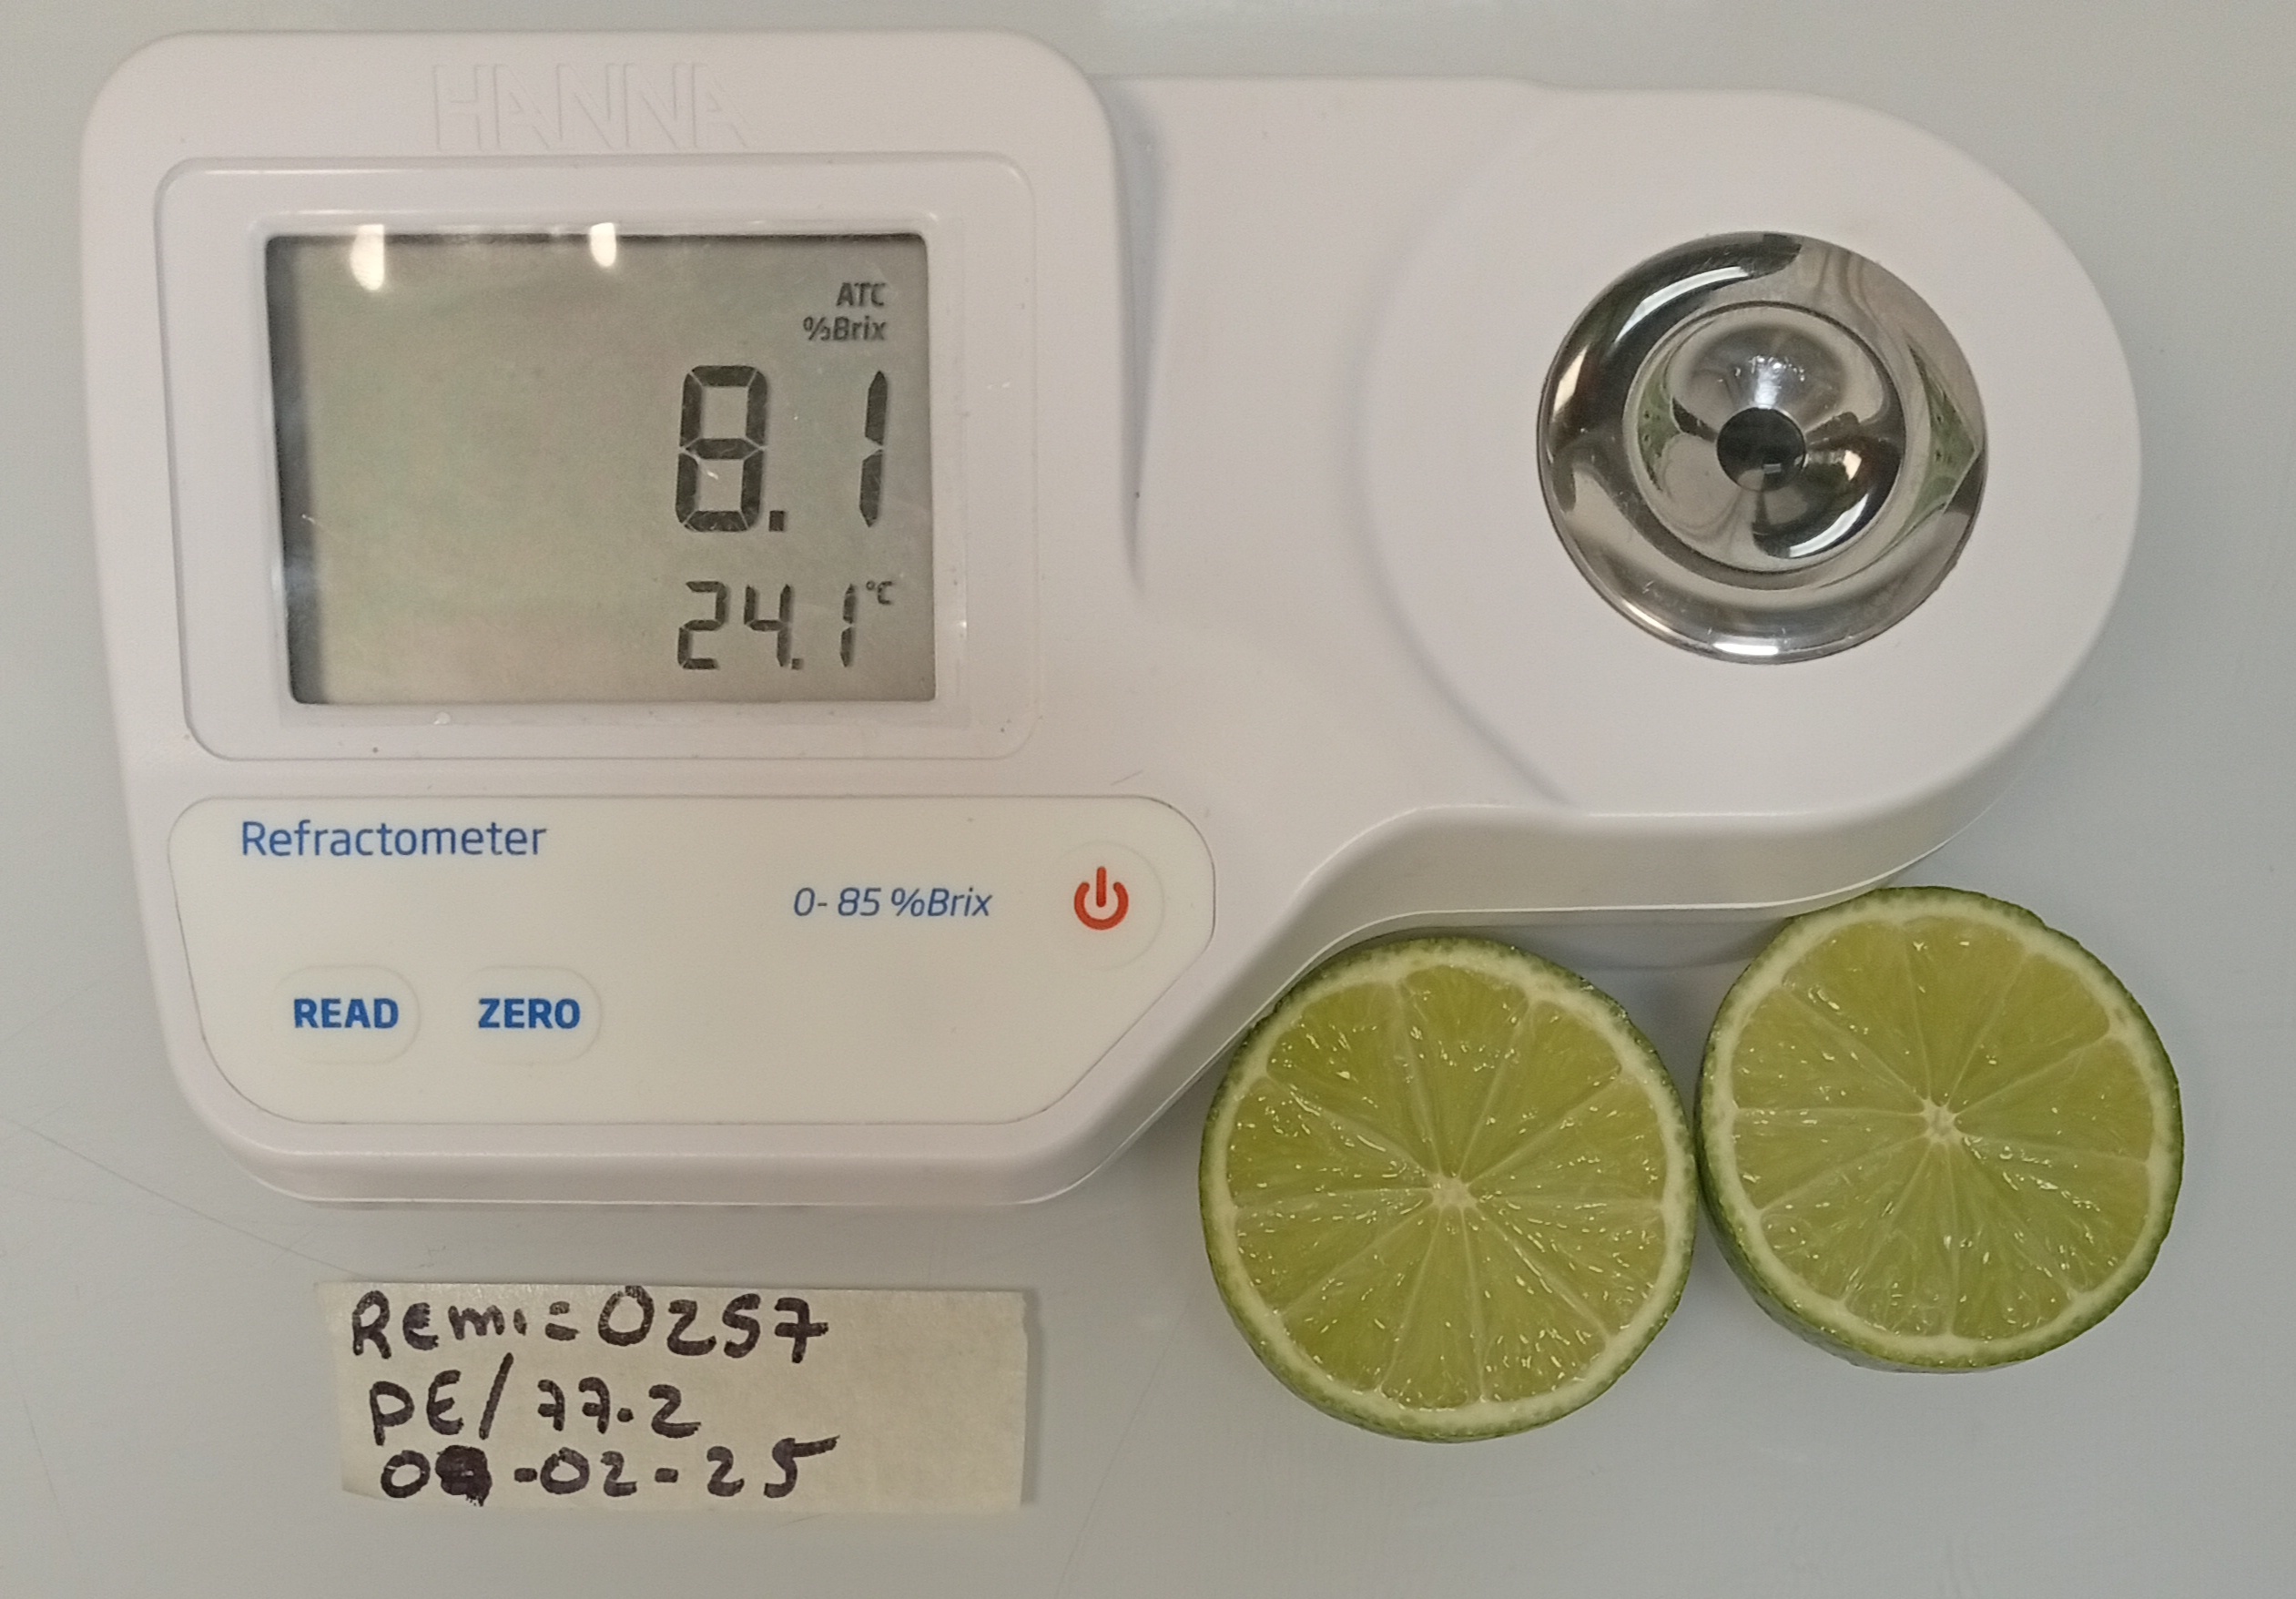 HANNA
ATC
%Brix
8.1
24.1°C
Refractometer
0-85 %Brix
READ
ZERO
Remi=0257
PE/77.2
-02-25